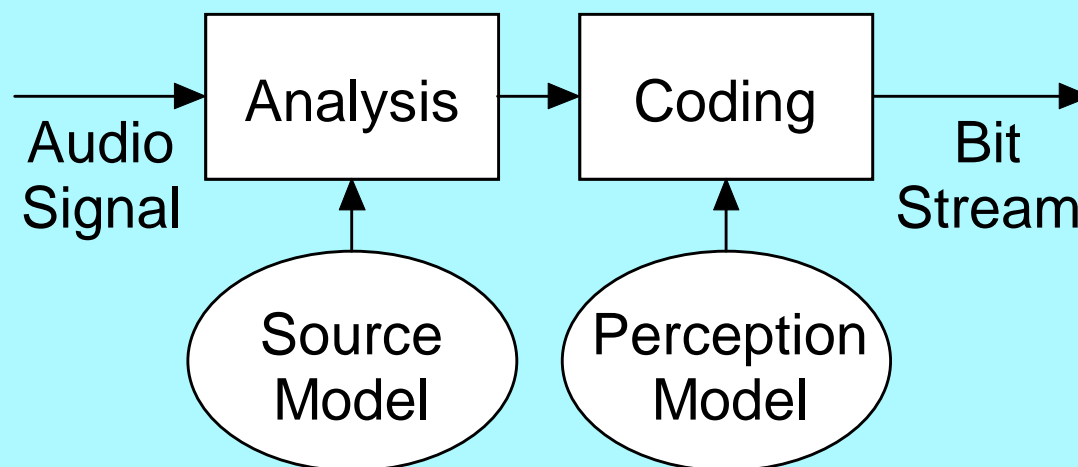 Analysis
Coding
Audio
Signal
Bit
Stream
Source
Model
Perception
Model